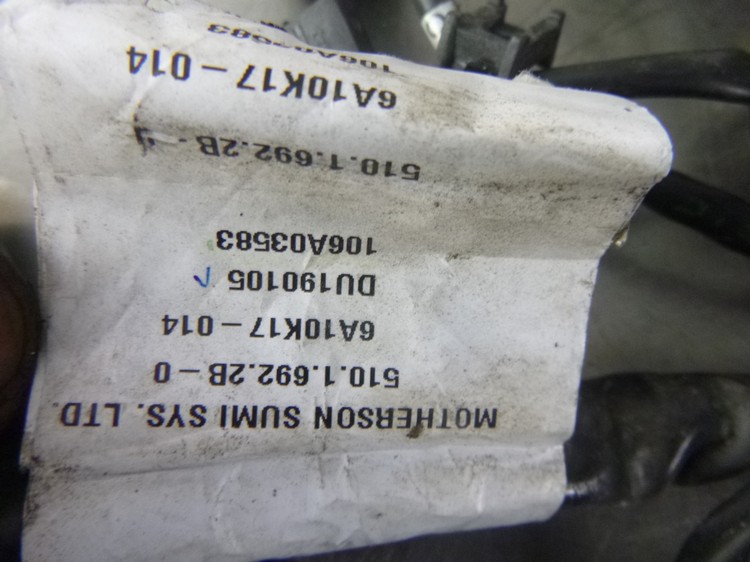 MOTHERSON SUMI SYS. LTD.
510.1.692.2B - 0
6A10K17 - 014
DU190105
106A03583
510.1.692.2B -
6A10K17 - 014
106A03583